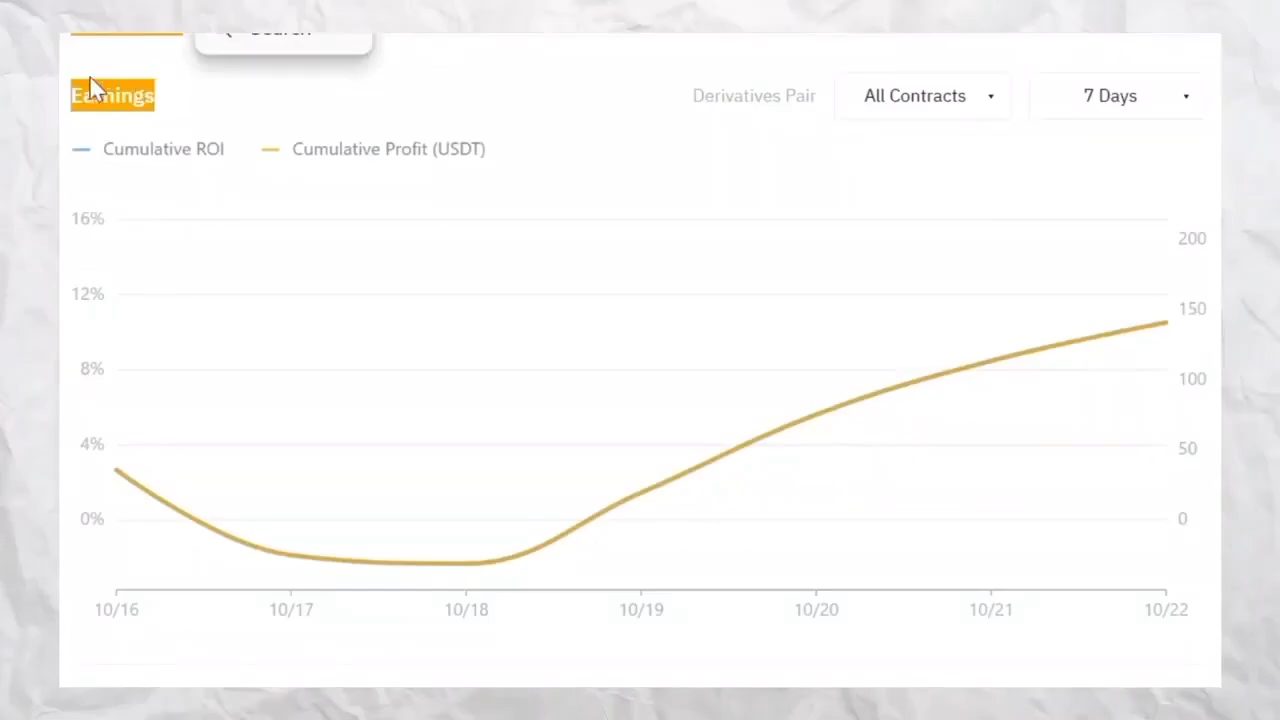 Search
Earnings
Derivatives Pair All Contracts 7 Days
Cumulative ROI Cumulative Profit (USDT)
16%
200
12%
150
8%
100
4%
50
0% 0
10/16 10/17 10/18 10/19 10/20 10/21 10/22